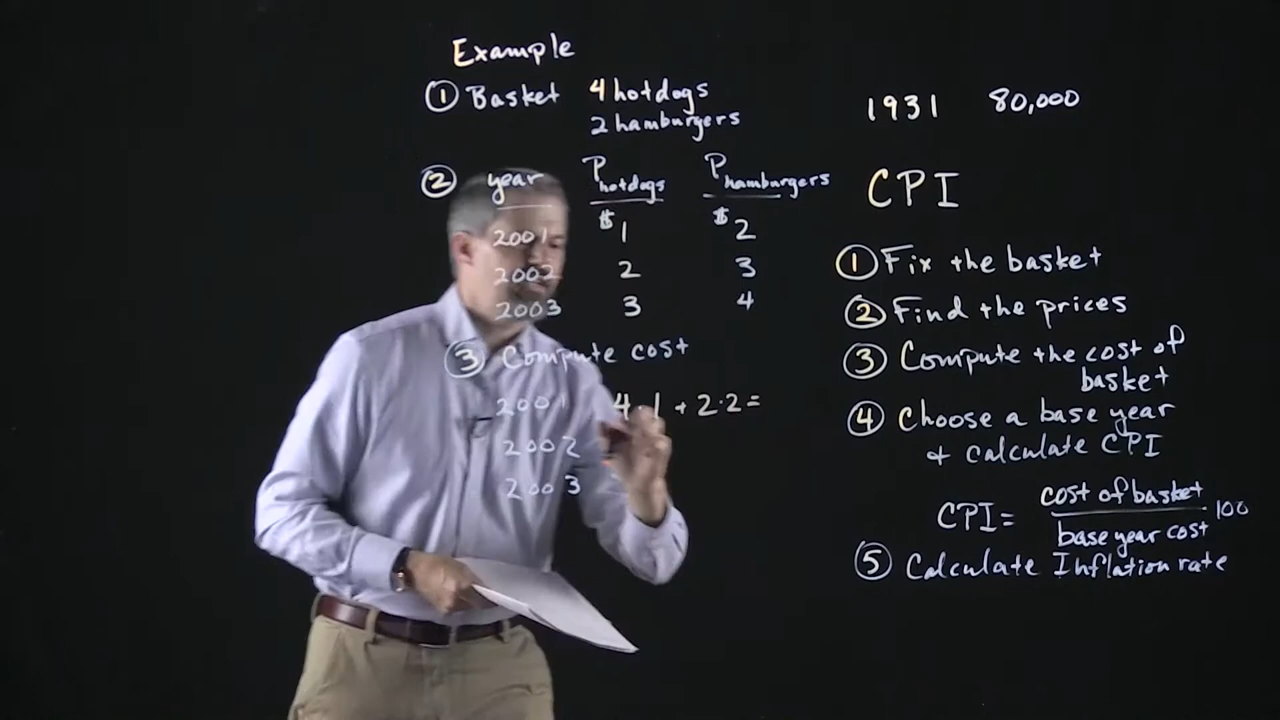 Example
① Basket 4 hotdogs
2 hamburgers
② year P hotdogs P hamburgers
2001 $1 $2
2002 2 3
2003 3 4
③ Compute cost
2001 4·1 + 2·2 =
2002
2003
1931 80,000
CPI
① Fix the basket
② Find the prices
③ Compute the cost of
basket
④ Choose a base year
+ calculate CPI
CPI = cost of basket / base year cost 100
⑤ Calculate Inflation rate